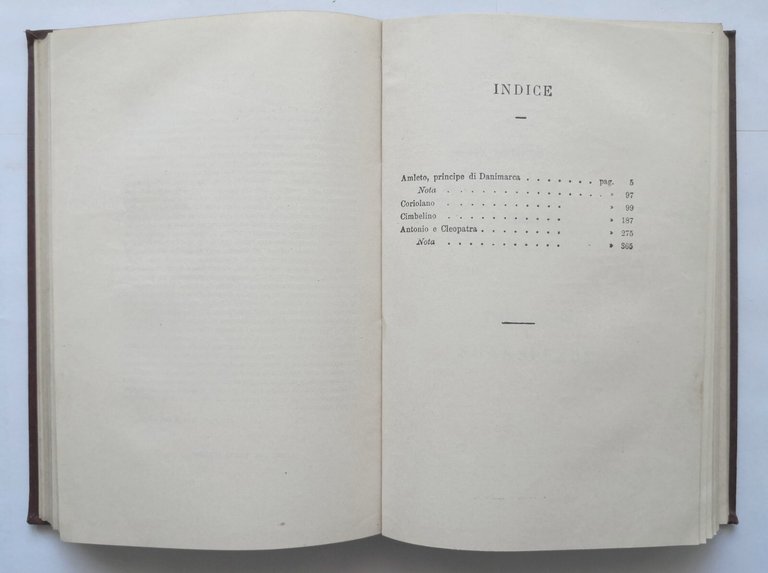 INDICE
Amleto, principe di Danimarca . . . . . . . pag. 5
Nota . . . . . . . . . . . . . . » 97
Coriolano . . . . . . . . . . . » 99
Cimbelino . . . . . . . . . . . » 187
Antonio e Cleopatra . . . . . . . . » 275
Nota . . . . . . . . . . . » 365